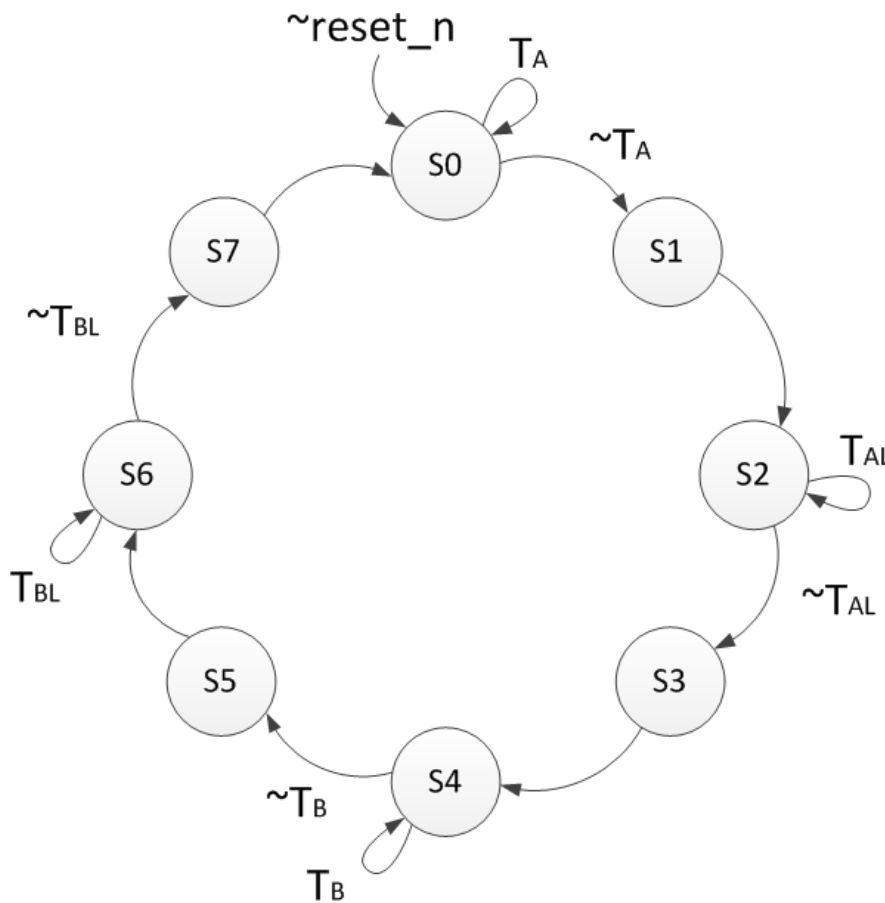 ~reset_n
TA
~TA
S0
S7
S1
~TBL
S6
S2
TAL
TBL
~TAL
S5
S3
~TB
S4
TB